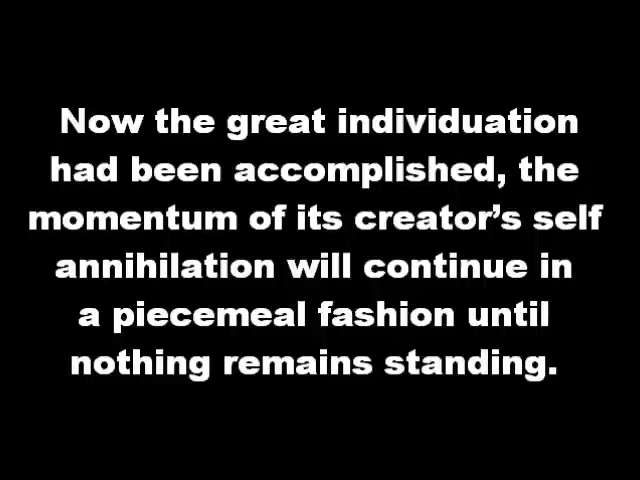 Now the great individuation
had been accomplished, the
momentum of its creator’s self
annihilation will continue in
a piecemeal fashion until
nothing remains standing.